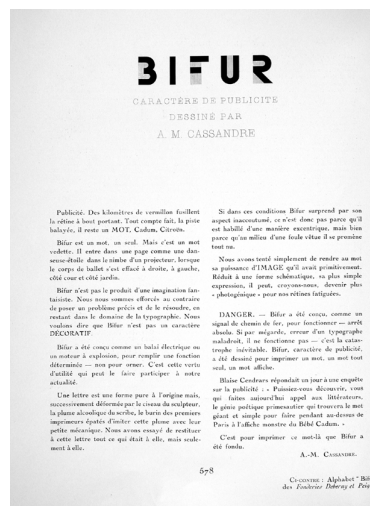 BIFUR
CARACTÈRE DE PUBLICITÉ
DESSINÉ PAR
A. M. CASSANDRE
Publicité. Des kilomètres de vermillon fusillent
la rétine à bout portant. Tout compte fait, la piste
balayée, il reste un MOT, Cadum, Citroën.
Bifur est un mot, un seul. Mais c'est un mot
vedette. Il entre dans une page comme une dan-
seuse-étoile dans le nimbe d'un projecteur, lorsque
le corps de ballet s'est effacé à droite, à gauche,
côté cour et côté jardin.
Bifur n'est pas le produit d'une imagination fan-
taisiste. Nous nous sommes efforcés au contraire
de poser un problème précis et de le résoudre, en
restant dans le domaine de la typographie. Nous
voulons dire que Bifur n'est pas un caractère
DÉCORATIF.
Bifur a été conçu comme un balai électrique ou
un moteur à explosion, pour remplir une fonction
déterminée — non pour orner. C'est cette vertu
d'utilité qui peut le faire participer à notre
actualité.
Une lettre est une forme pure à l'origine mais,
successivement déformée par le ciseau du sculpteur,
la plume alcoolique du scribe, le burin des premiers
imprimeurs épatés d'imiter cette plume avec leur
petite mécanique. Nous avons essayé de restituer
à cette lettre tout ce qui était à elle, mais seule-
ment à elle.
Si dans ces conditions Bifur surprend par son
aspect inaccoutumé, ce n'est donc pas parce qu'il
est habillé d'une manière excentrique, mais bien
parce qu'au milieu d'une foule vêtue il se promène
tout nu.
Nous avons tenté simplement de rendre au mot
sa puissance d'IMAGE qu'il avait primitivement.
Réduit à une forme schématique, sa plus simple
expression, il peut, croyons-nous, devenir plus
« photogénique » pour nos rétines fatiguées.
DANGER. — Bifur a été conçu, comme un
signal de chemin de fer, pour fonctionner — arrêt
absolu. Si par mégarde, erreur d'un typographe
maladroit, il ne fonctionne pas — c'est la catas-
trophe inévitable. Bifur, caractère de publicité,
a été dessiné pour imprimer un mot, un mot tout
seul, un mot affiche.
Blaise Cendrars répondait un jour à une enquête
sur la publicité : « Puissiez-vous découvrir, vous
qui faites aujourd'hui appel aux littérateurs,
le génie poétique primesautier qui trouvera le mot
géant et simple pour faire pendant au-dessus de
Paris à l'affiche monstre du Bébé Cadum. »
C'est pour imprimer ce mot-là que Bifur a
été fondu.
A.-M. CASSANDRE.
578
CI-CONTRE : Alphabet "Bif
des Fonderies Deberny et Peig